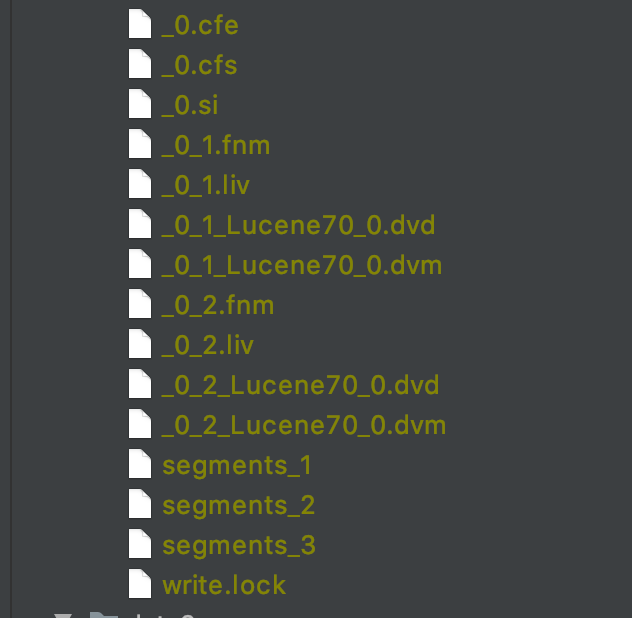 _0.cfe
_0.cfs
_0.si
_0_1.fnm
_0_1.liv
_0_1_Lucene70_0.dvd
_0_1_Lucene70_0.dvm
_0_2.fnm
_0_2.liv
_0_2_Lucene70_0.dvd
_0_2_Lucene70_0.dvm
segments_1
segments_2
segments_3
write.lock